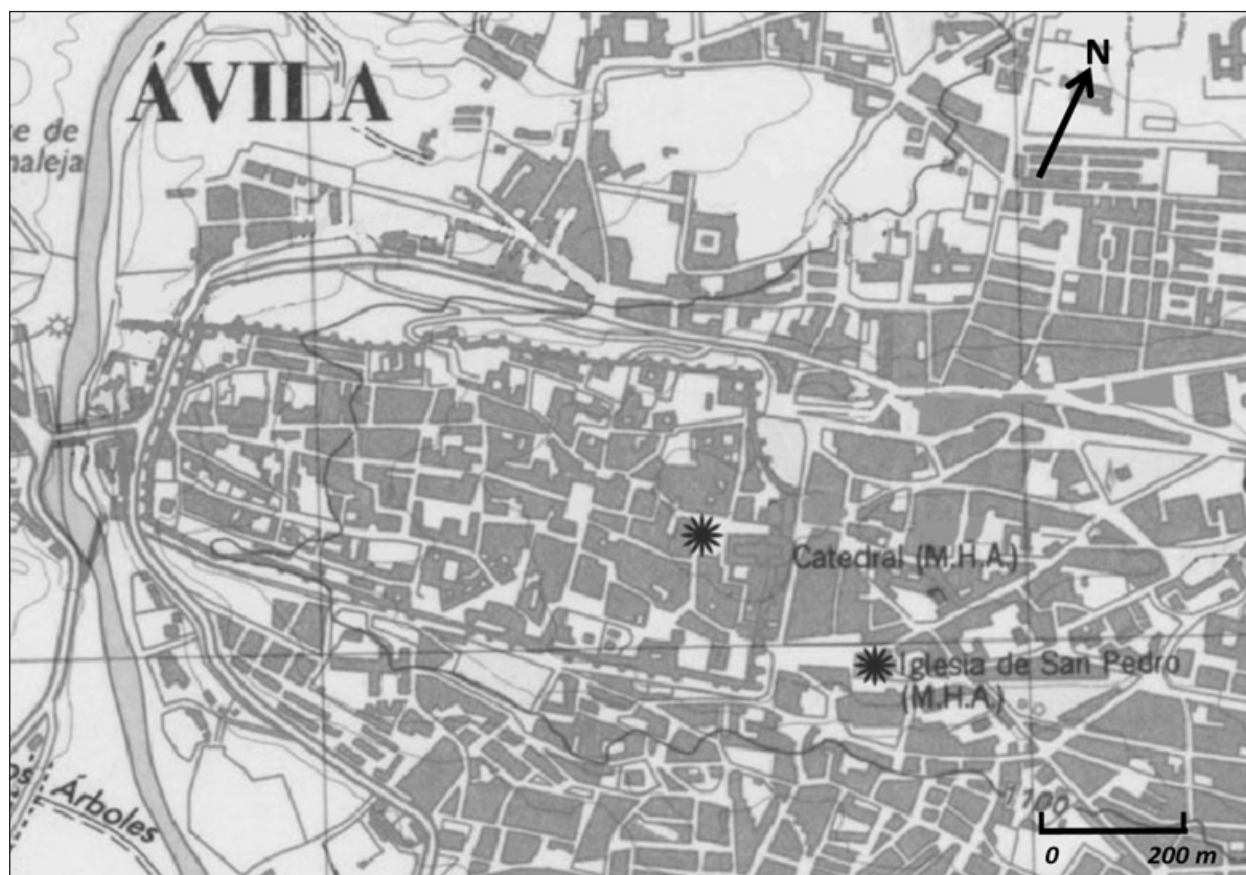 N
ÁVILA
Catedral (M.H.A.)
Iglesia de San Pedro
(M.H.A.)
1100
Árboles
0 200 m